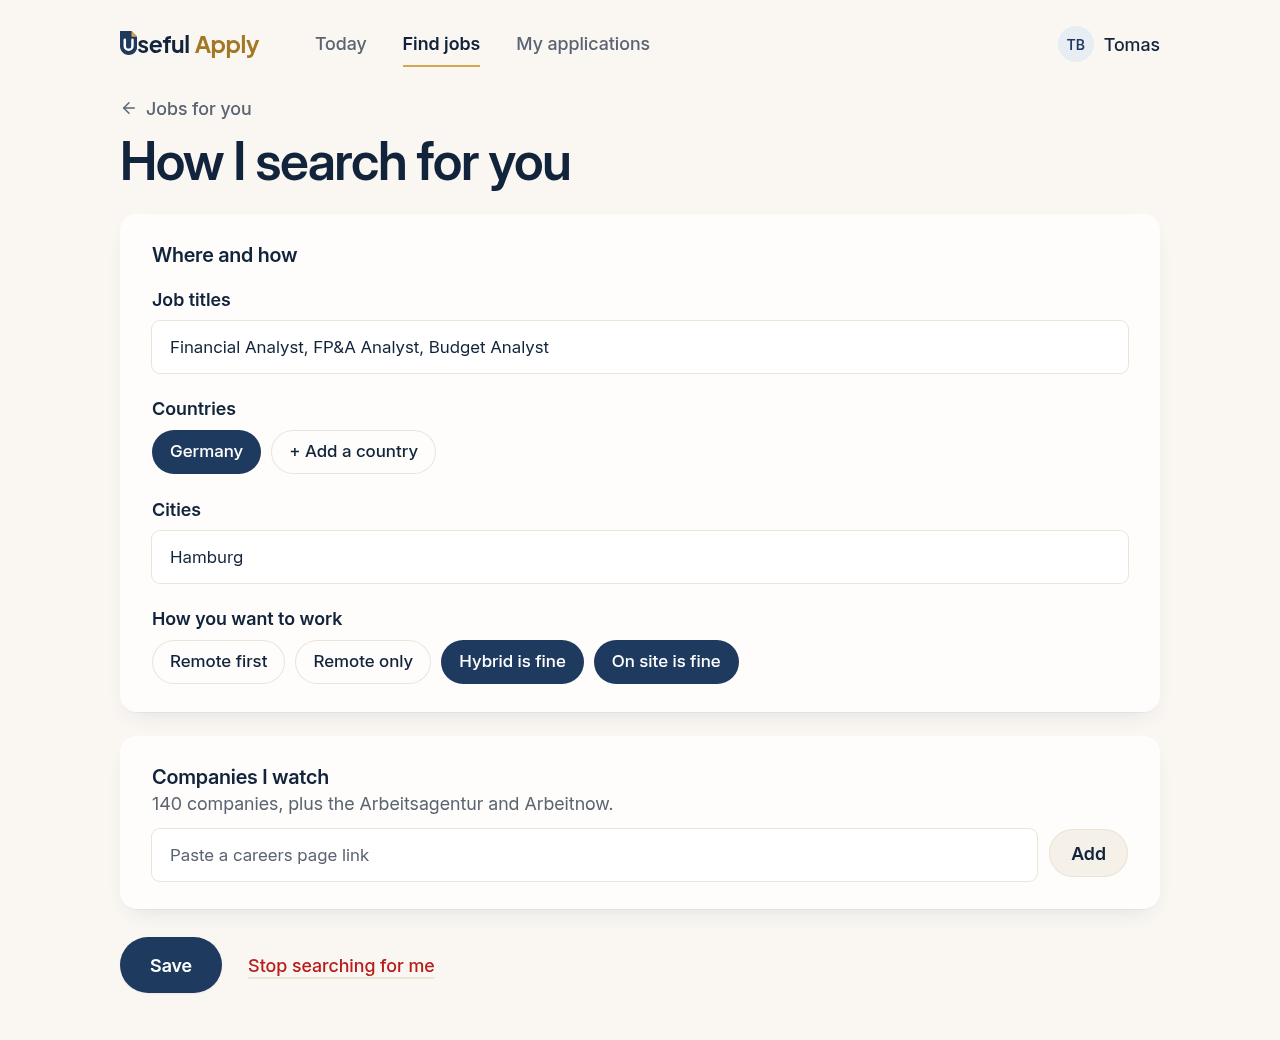 Useful Apply
Today
Find jobs
My applications
TB
Tomas
← Jobs for you
How I search for you
Where and how
Job titles
Financial Analyst, FP&A Analyst, Budget Analyst
Countries
Germany
+ Add a country
Cities
Hamburg
How you want to work
Remote first
Remote only
Hybrid is fine
On site is fine
Companies I watch
140 companies, plus the Arbeitsagentur and Arbeitnow.
Paste a careers page link
Add
Save
Stop searching for me